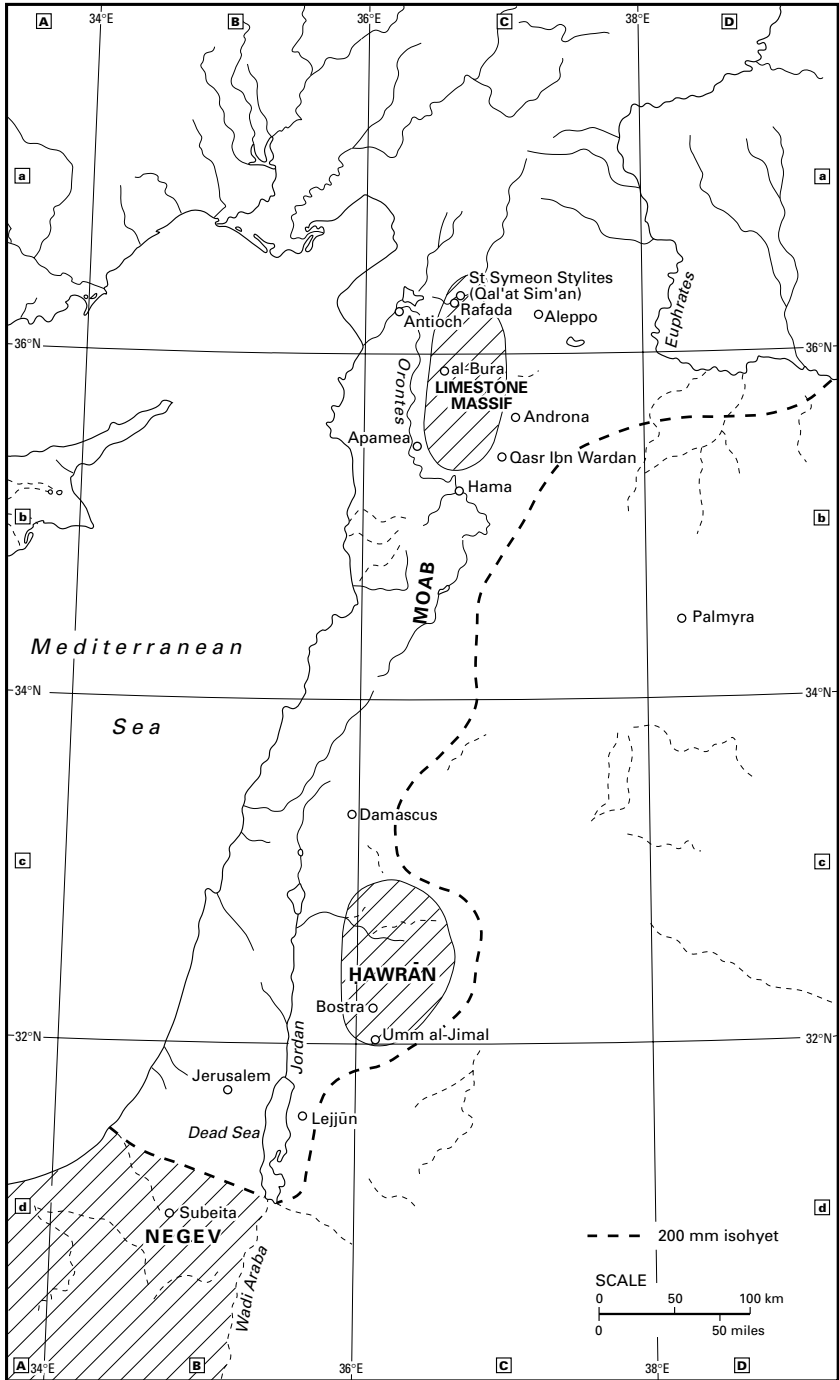 A
34°E
B
36°E
C
38°E
D
a
a
St Symeon Stylites
(Qal'at Sim'an)
Rafada
Antioch
Aleppo
Euphrates
36°N
36°N
al-Bura
LIMESTONE
MASSIF
Orontes
Androna
Apamea
Qasr Ibn Wardan
Hama
b
b
MOAB
Palmyra
Mediterranean
Sea
34°N
34°N
Damascus
c
c
HAWRĀN
Bostra
Umm al-Jimal
32°N
32°N
Jordan
Jerusalem
Lejjūn
Dead Sea
d
d
Subeita
NEGEV
Wadi Araba
200 mm isohyet
SCALE
0 50 100 km
0 50 miles
A
34°E
B
36°E
C
38°E
D